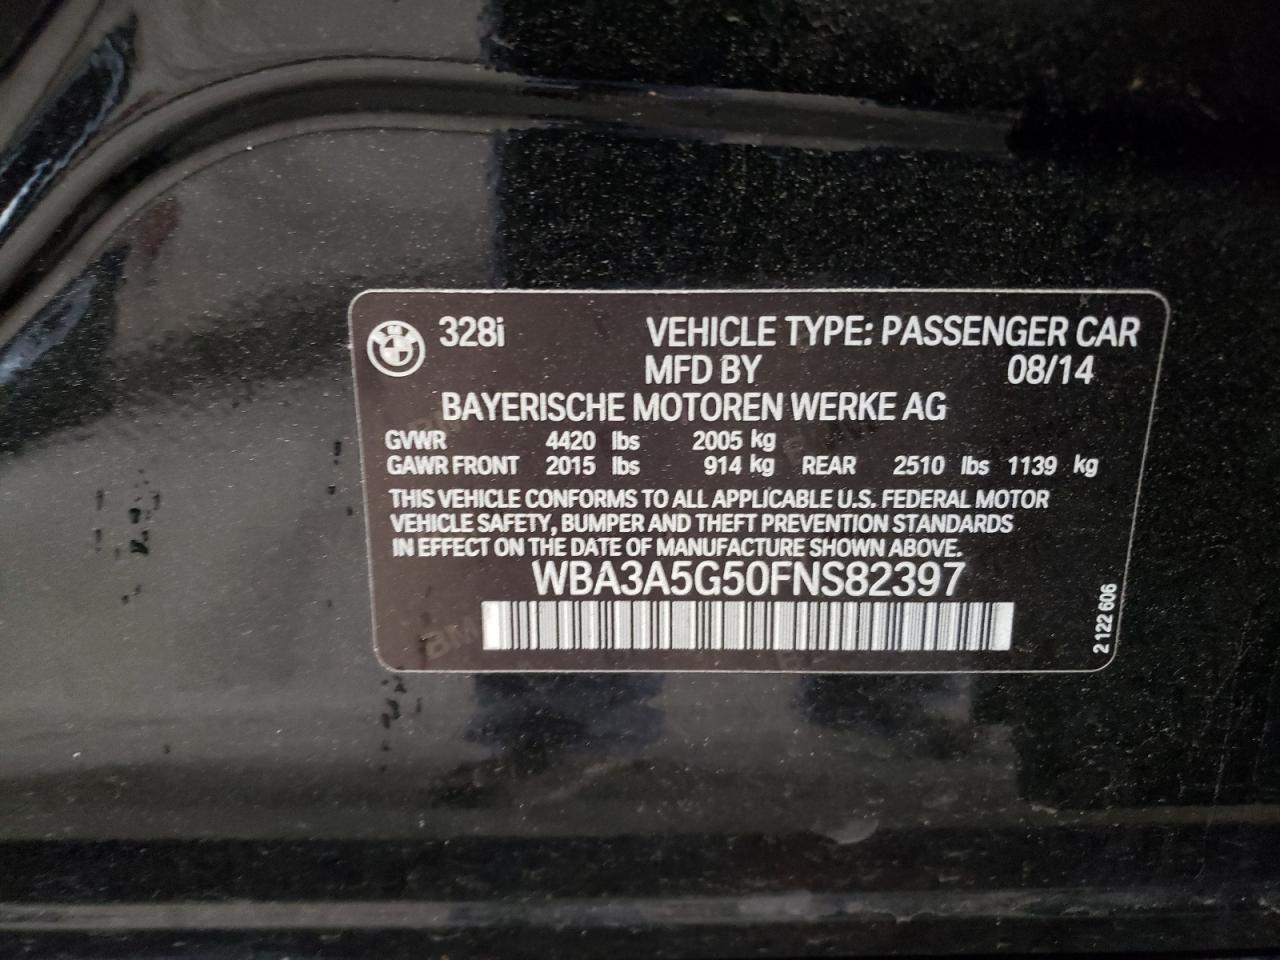 328i VEHICLE TYPE: PASSENGER CAR
MFD BY 08/14
BAYERISCHE MOTOREN WERKE AG
GVWR 4420 lbs 2005 kg
GAWR FRONT 2015 lbs 914 kg REAR 2510 lbs 1139 kg
THIS VEHICLE CONFORMS TO ALL APPLICABLE U.S. FEDERAL MOTOR
VEHICLE SAFETY, BUMPER AND THEFT PREVENTION STANDARDS
IN EFFECT ON THE DATE OF MANUFACTURE SHOWN ABOVE.
WBA3A5G50FNS82397
2 122 606